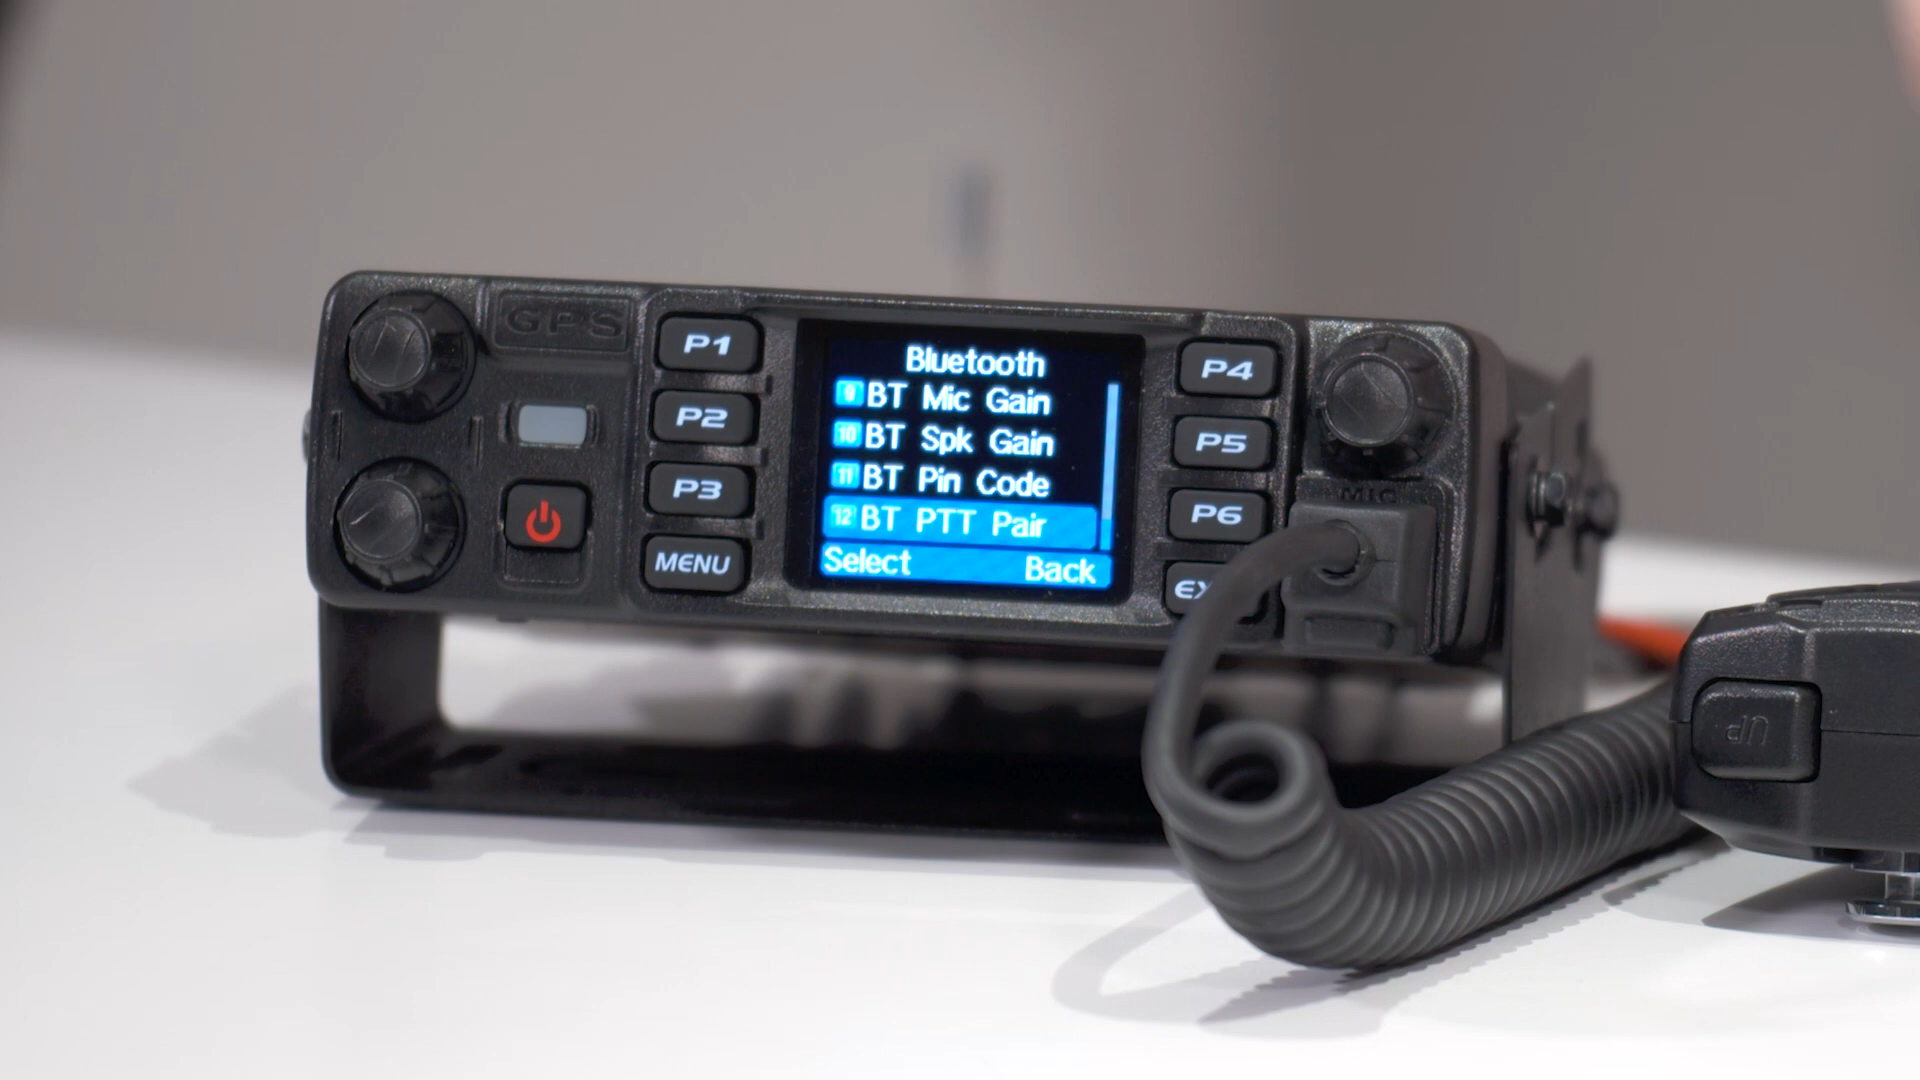 GPS
P1
P2
P3
MENU
Bluetooth
9 BT Mic Gain
10 BT Spk Gain
11 BT Pin Code
12 BT PTT Pair
Select Back
P4
P5
P6
MIC
UP